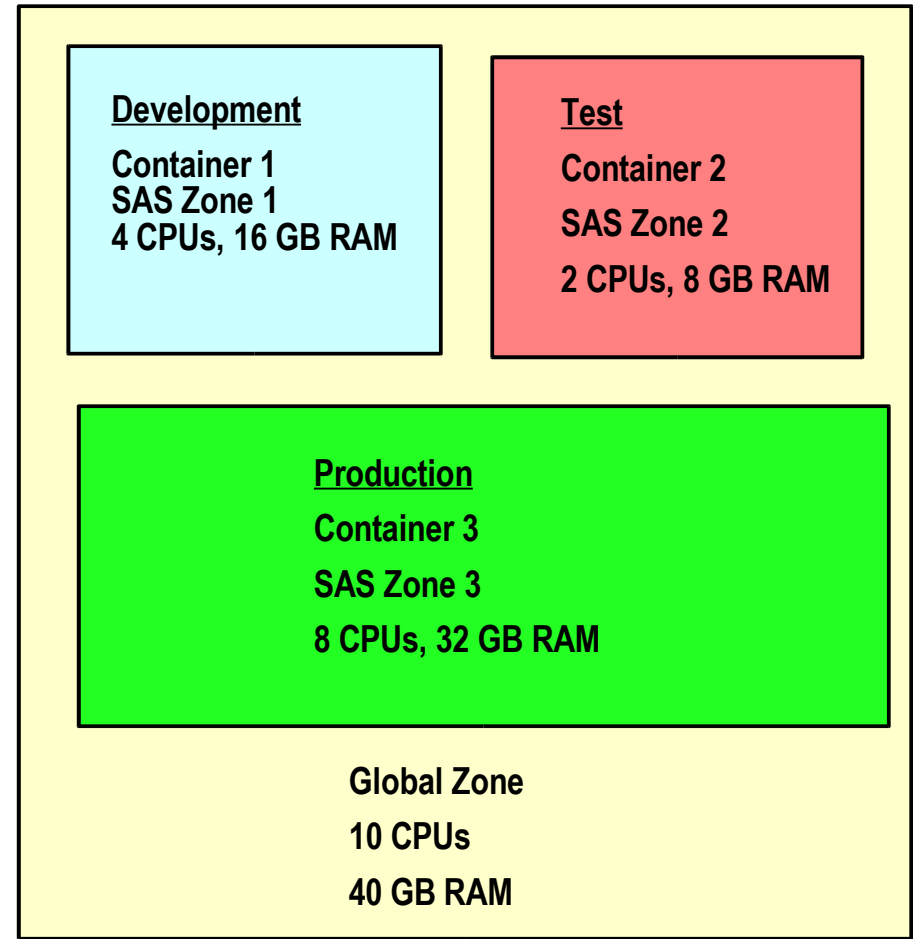 Development
Container 1
SAS Zone 1
4 CPUs, 16 GB RAM
Test
Container 2
SAS Zone 2
2 CPUs, 8 GB RAM
Production
Container 3
SAS Zone 3
8 CPUs, 32 GB RAM
Global Zone
10 CPUs
40 GB RAM